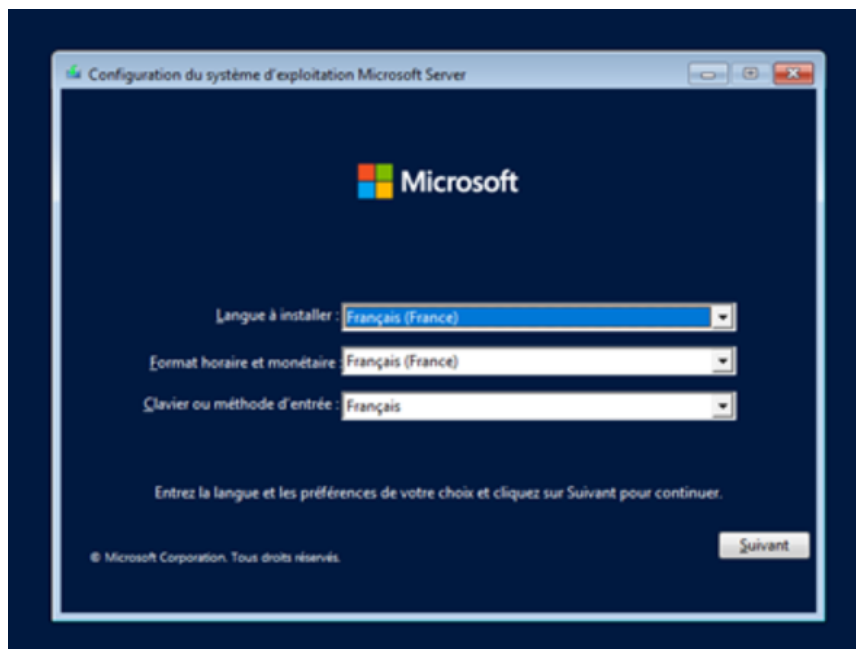 Configuration du système d'exploitation Microsoft Server
Microsoft
Langue à installer : Français (France)
Format horaire et monétaire : Français (France)
Clavier ou méthode d'entrée : Français
Entrez la langue et les préférences de votre choix et cliquez sur Suivant pour continuer.
© Microsoft Corporation. Tous droits réservés.
Suivant